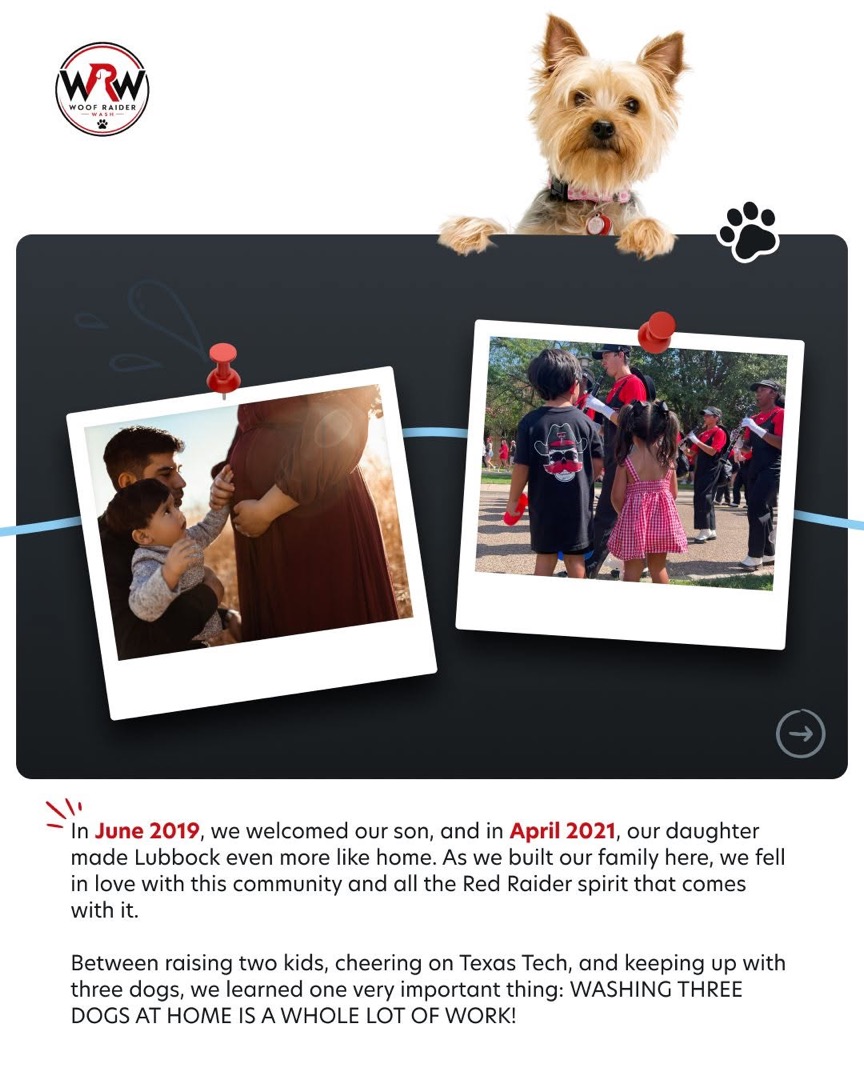 WRW
WOOF RAIDER
WASH
In June 2019, we welcomed our son, and in April 2021, our daughter
made Lubbock even more like home. As we built our family here, we fell
in love with this community and all the Red Raider spirit that comes
with it.
Between raising two kids, cheering on Texas Tech, and keeping up with
three dogs, we learned one very important thing: WASHING THREE
DOGS AT HOME IS A WHOLE LOT OF WORK!